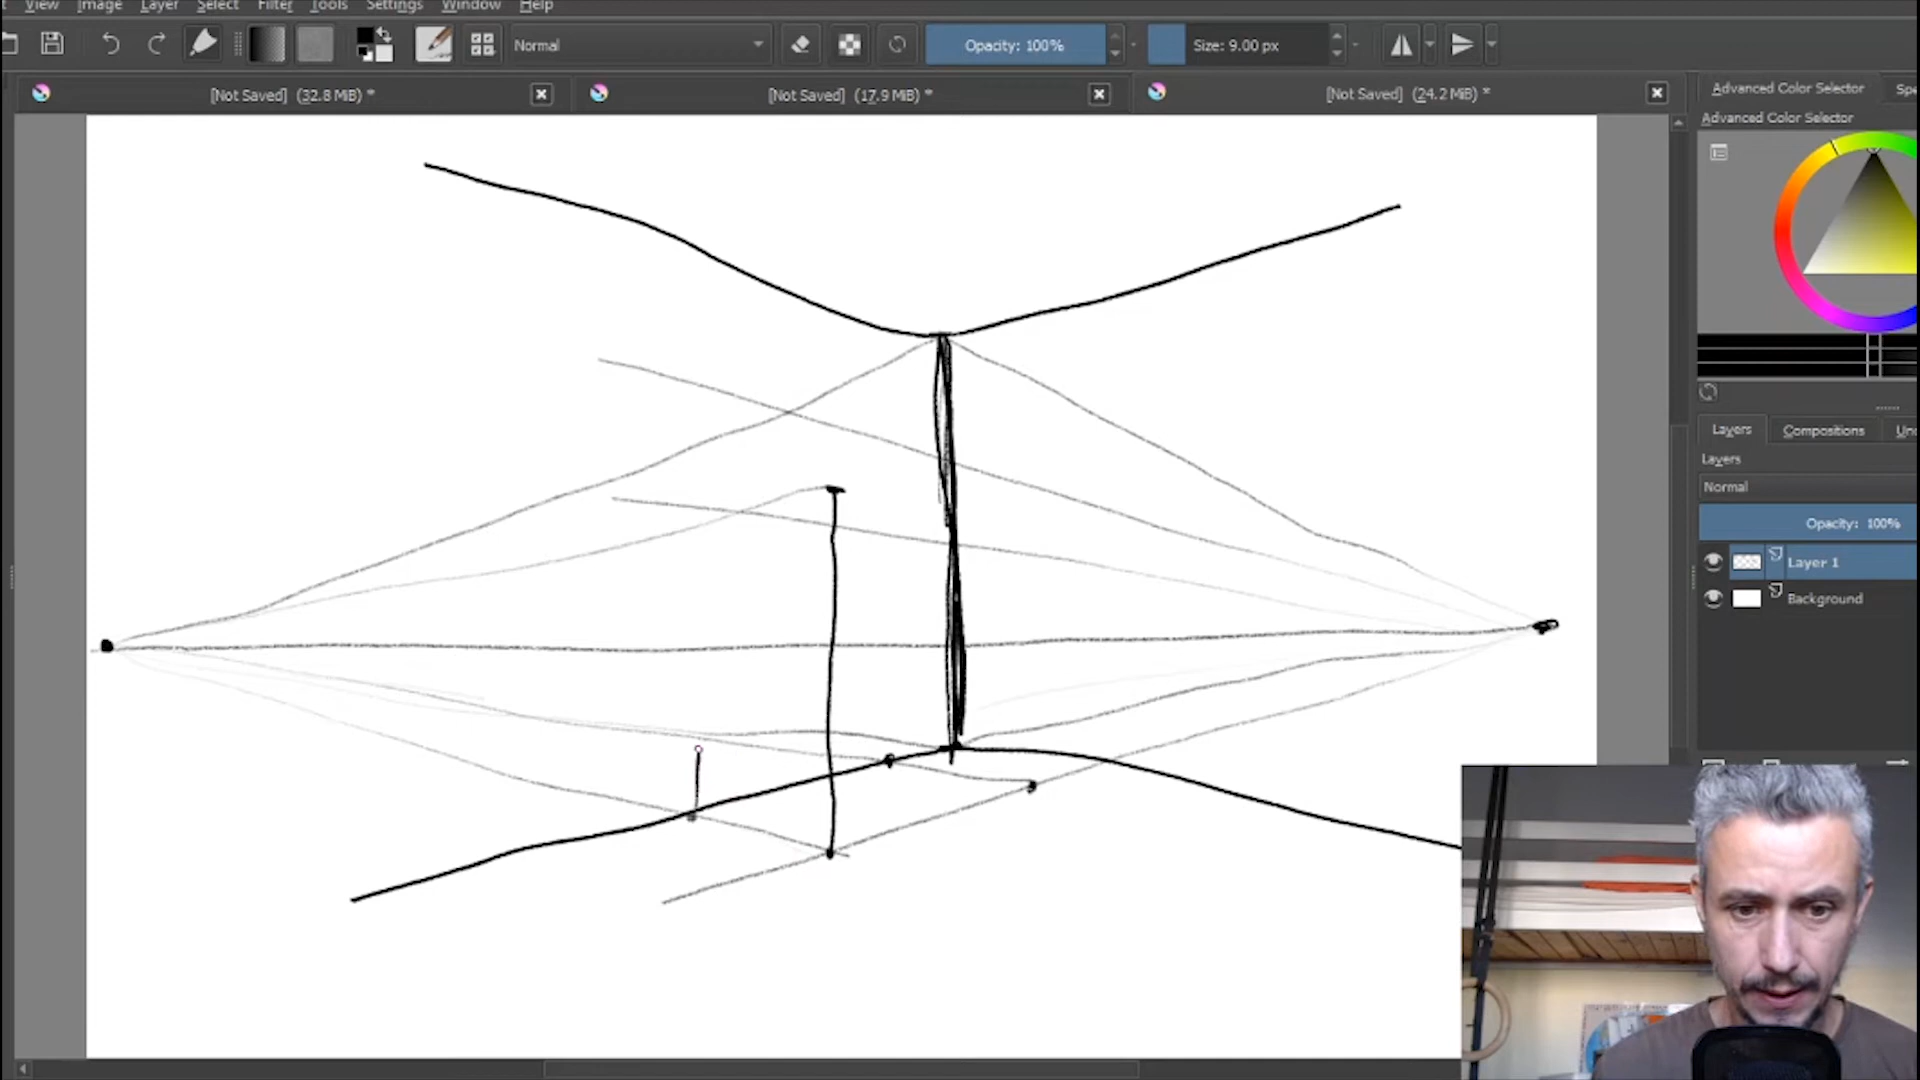 View Image Layer Select Filter Tools Settings Window Help
Normal Opacity: 100% Size: 9.00 px
[Not Saved] (32.8 MiB) * [Not Saved] (17.9 MiB) * [Not Saved] (24.2 MiB) *
Advanced Color Selector Spe
Advanced Color Selector
Layers Compositions Und
Layers
Normal
Opacity: 100%
Layer 1
Background